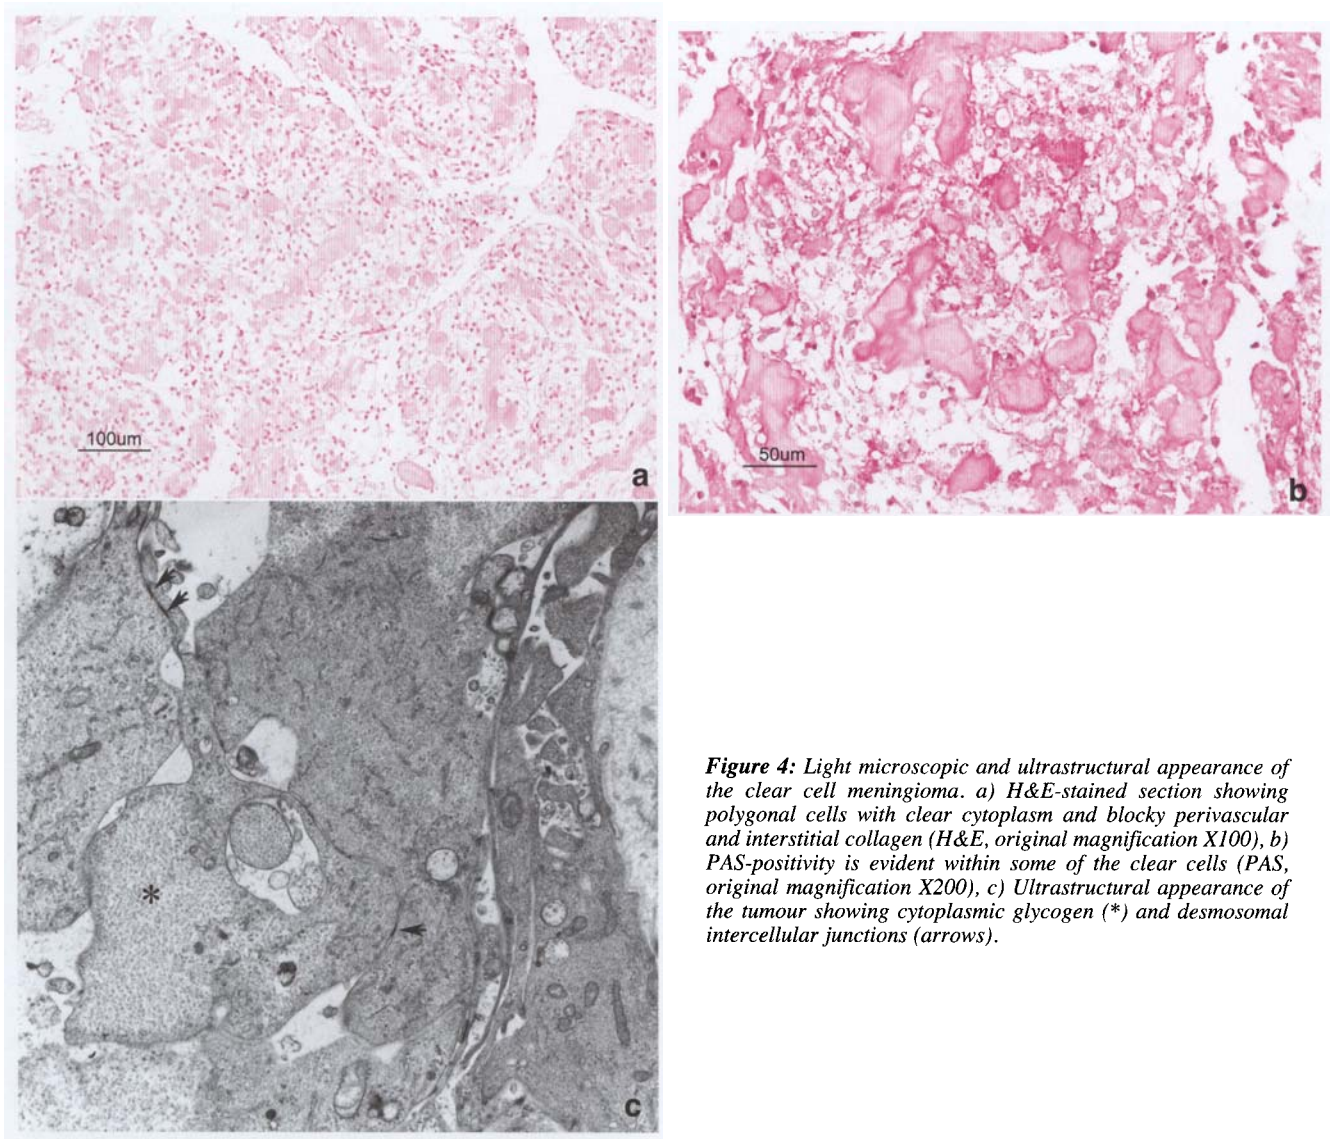 100um
a
50um
b
*
c
Figure 4: Light microscopic and ultrastructural appearance of
the clear cell meningioma. a) H&E-stained section showing
polygonal cells with clear cytoplasm and blocky perivascular
and interstitial collagen (H&E, original magnification X100), b)
PAS-positivity is evident within some of the clear cells (PAS,
original magnification X200), c) Ultrastructural appearance of
the tumour showing cytoplasmic glycogen (*) and desmosomal
intercellular junctions (arrows).